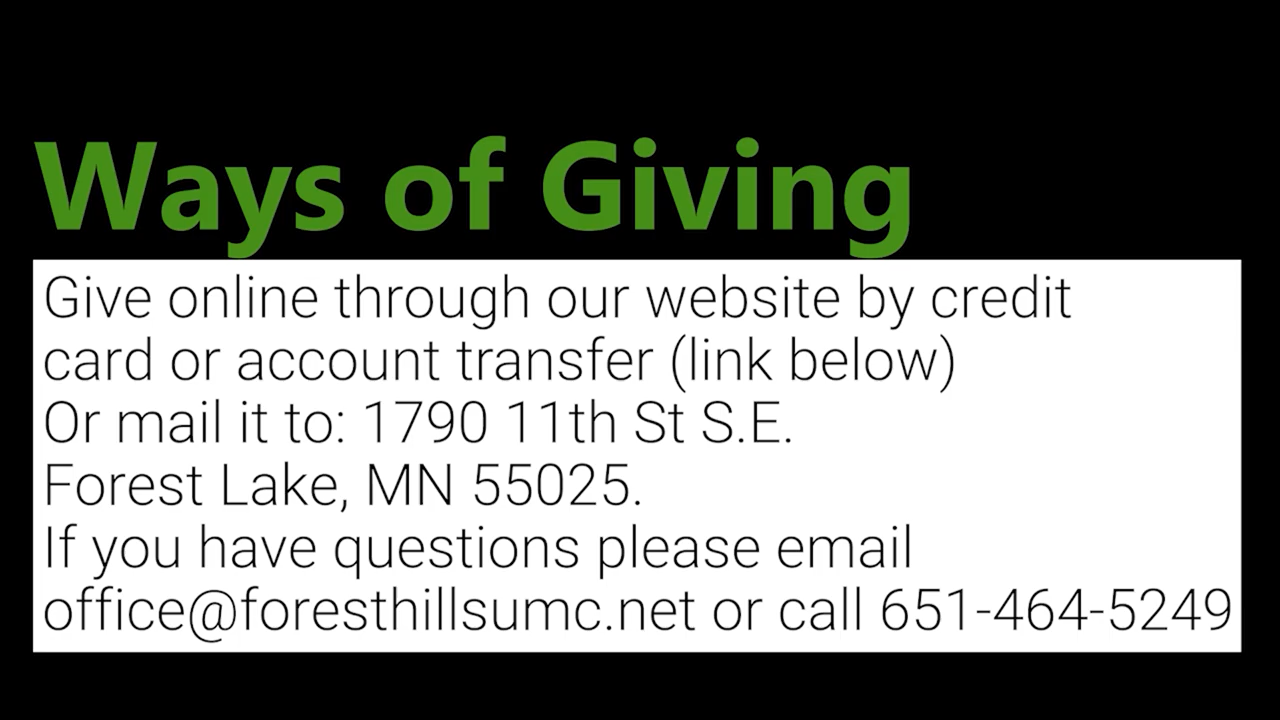 Ways of Giving
Give online through our website by credit
card or account transfer (link below)
Or mail it to: 1790 11th St S.E.
Forest Lake, MN 55025.
If you have questions please email
office@foresthillsumc.net or call 651-464-5249